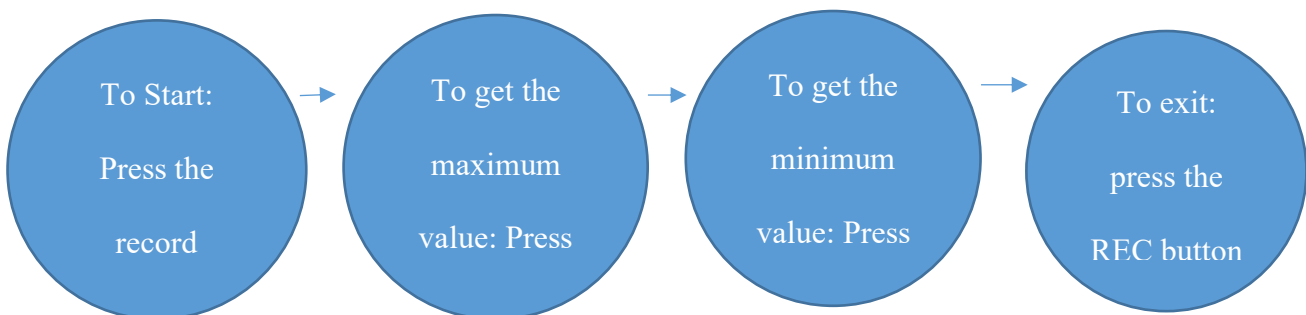 To Start:
Press the
record
To get the
maximum
value: Press
To get the
minimum
value: Press
To exit:
press the
REC button